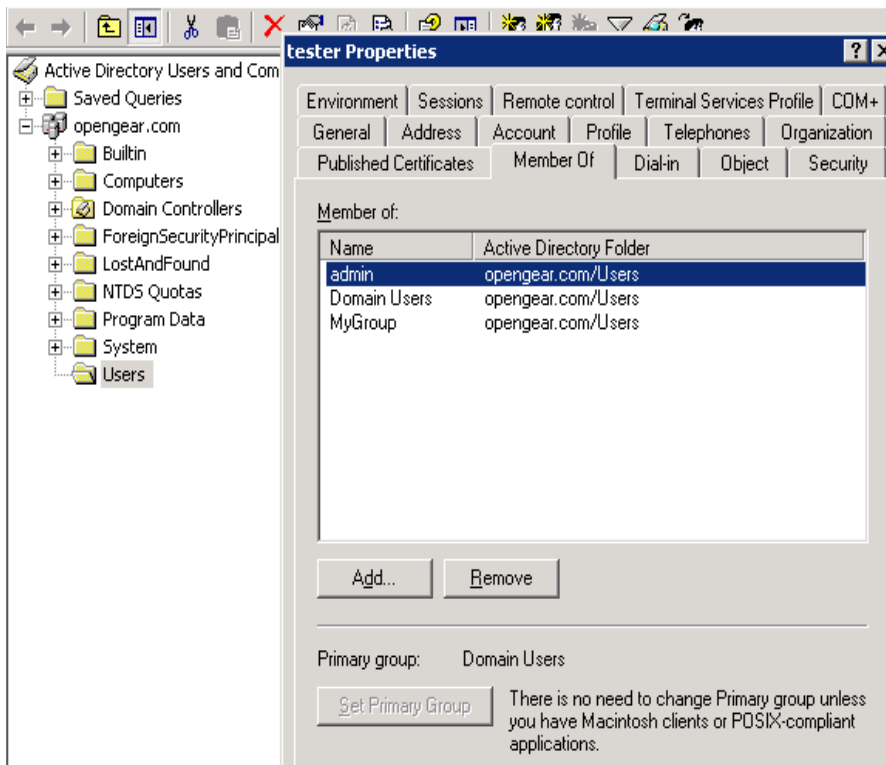 tester Properties
Active Directory Users and Com
Saved Queries
opengear.com
Builtin
Computers
Domain Controllers
ForeignSecurityPrincipal
LostAndFound
NTDS Quotas
Program Data
System
Users
Environment Sessions Remote control Terminal Services Profile COM+
General Address Account Profile Telephones Organization
Published Certificates Member Of Dial-in Object Security
Member of:
Name Active Directory Folder
admin opengear.com/Users
Domain Users opengear.com/Users
MyGroup opengear.com/Users
Add... Remove
Primary group: Domain Users
Set Primary Group
There is no need to change Primary group unless
you have Macintosh clients or POSIX-compliant
applications.